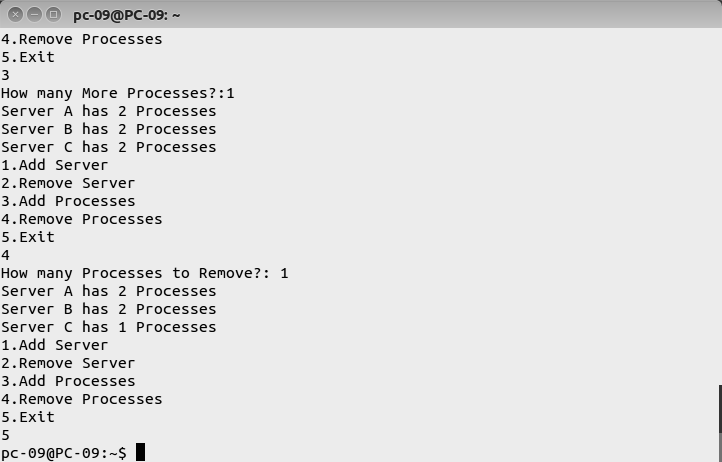 pc-09@PC-09: ~
4.Remove Processes
5.Exit
3
How many More Processes?:1
Server A has 2 Processes
Server B has 2 Processes
Server C has 2 Processes
1.Add Server
2.Remove Server
3.Add Processes
4.Remove Processes
5.Exit
4
How many Processes to Remove?: 1
Server A has 2 Processes
Server B has 2 Processes
Server C has 1 Processes
1.Add Server
2.Remove Server
3.Add Processes
4.Remove Processes
5.Exit
5
pc-09@PC-09:~$